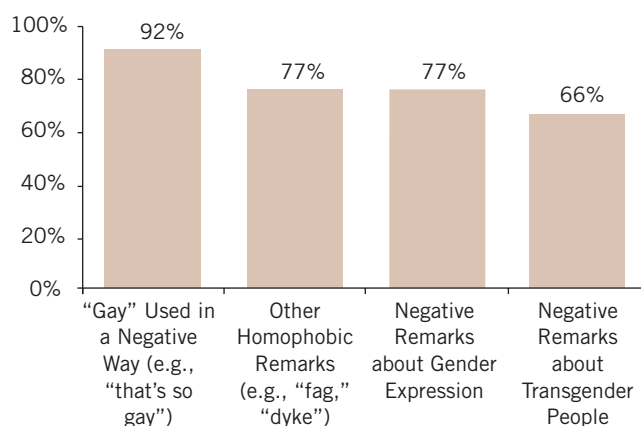 100%
80%
60%
40%
20%
0%
92%
77%
77%
66%
“Gay” Used in
a Negative
Way (e.g.,
“that’s so
gay”)
Other
Homophobic
Remarks
(e.g., “fag,”
“dyke”)
Negative
Remarks
about Gender
Expression
Negative
Remarks
about
Transgender
People